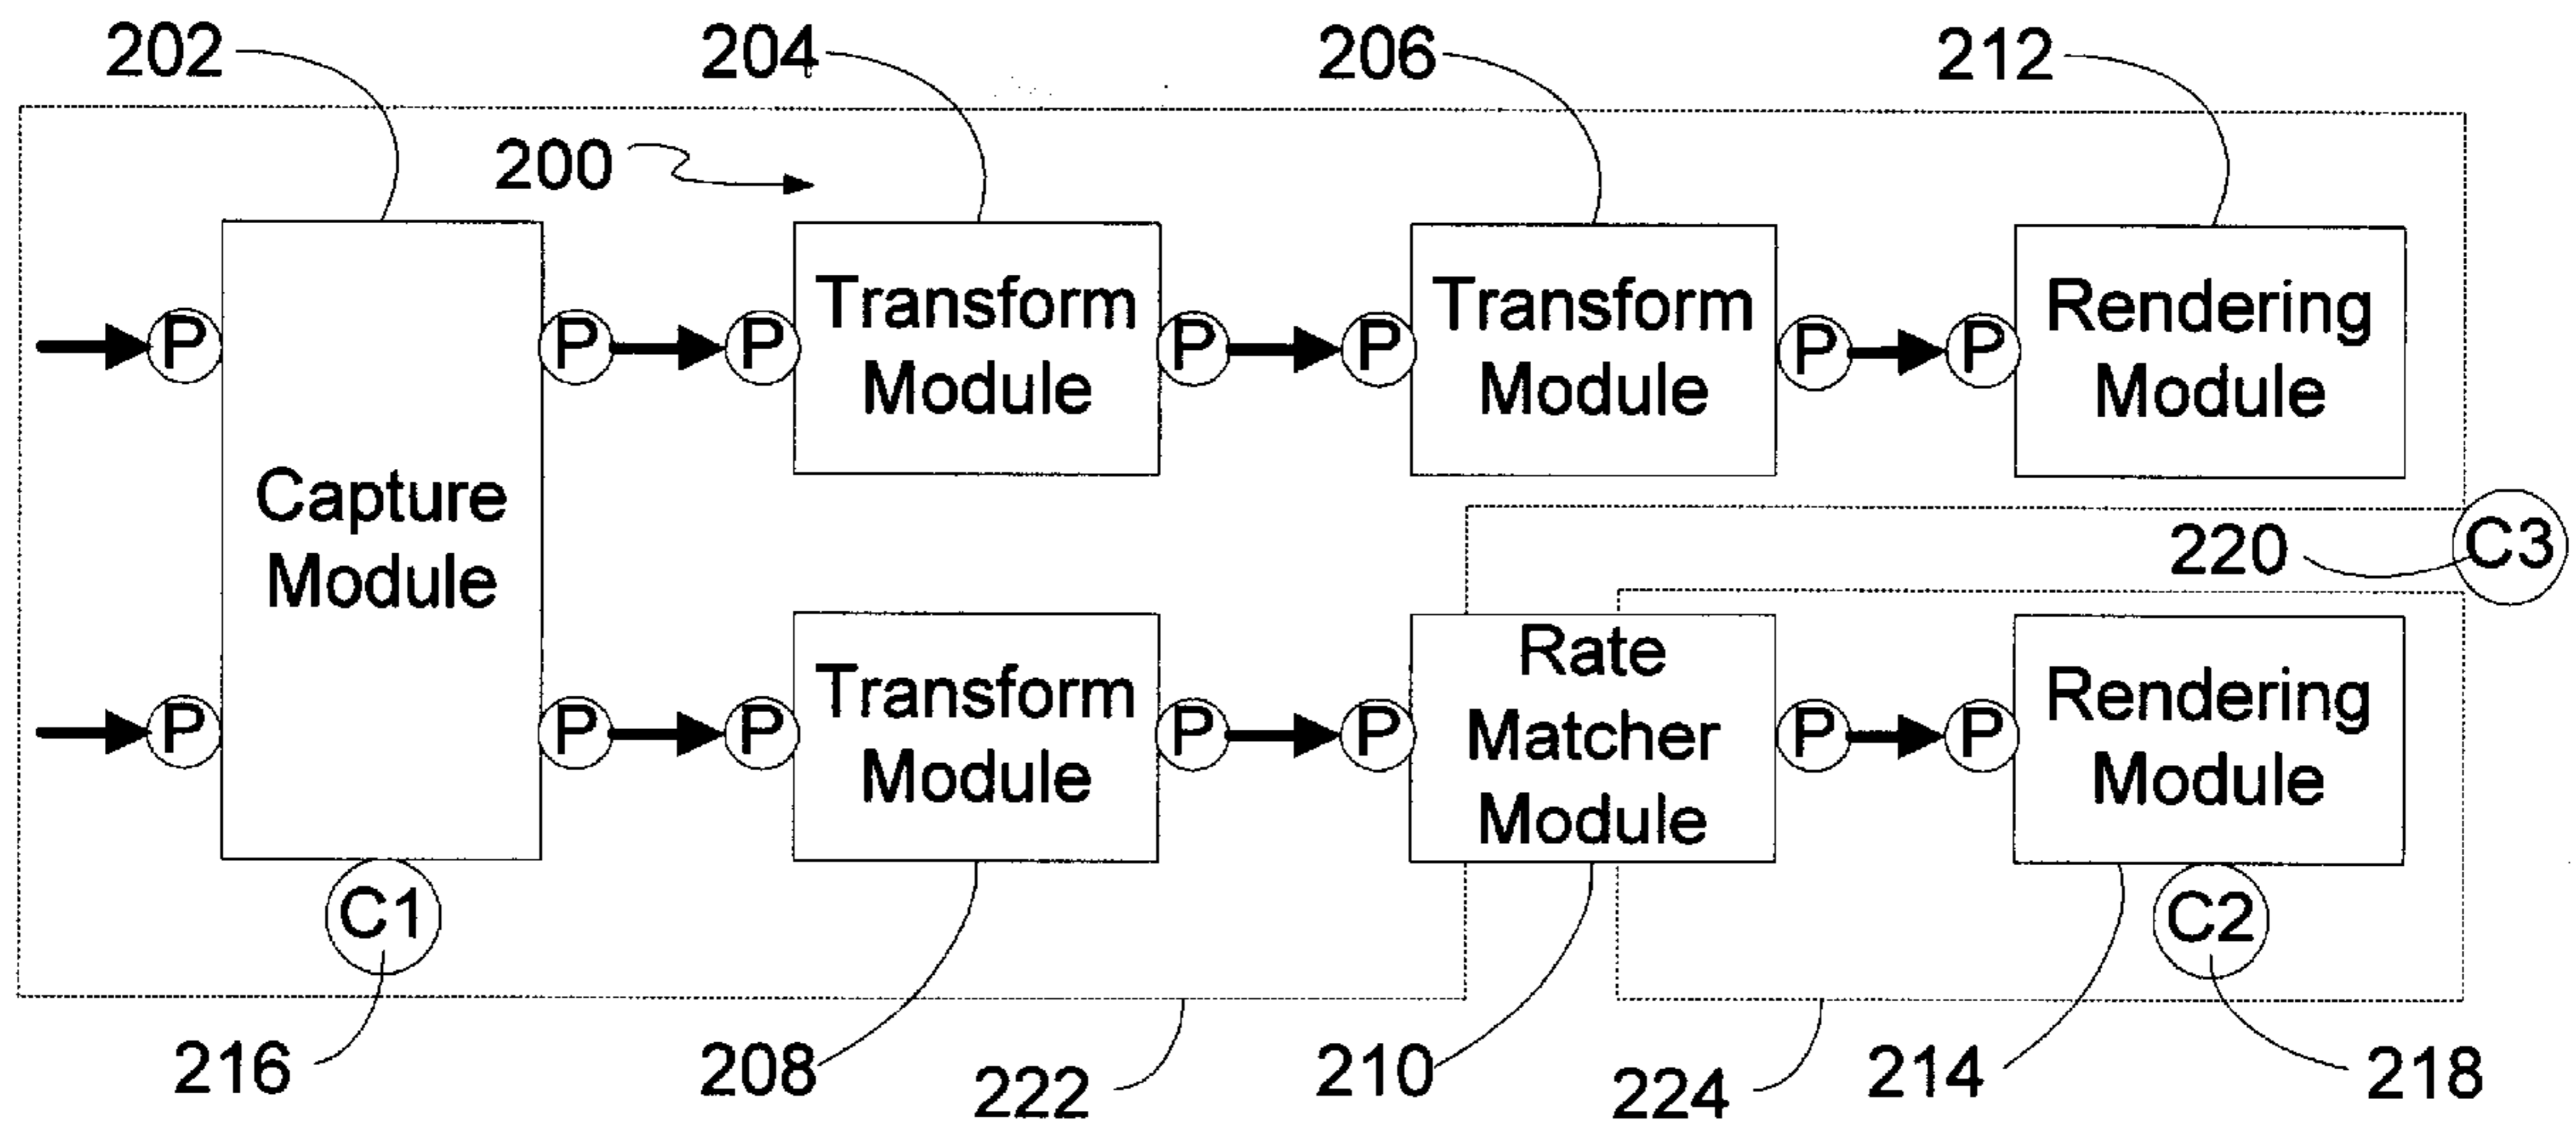 202
204
206
212
200
P
P
P
P
P
P
P
Capture
Module
Transform
Module
Transform
Module
Rendering
Module
220
C3
P
P
P
P
P
P
P
Transform
Module
Rate
Matcher
Module
Rendering
Module
C1
C2
216
208
222
210
224
214
218